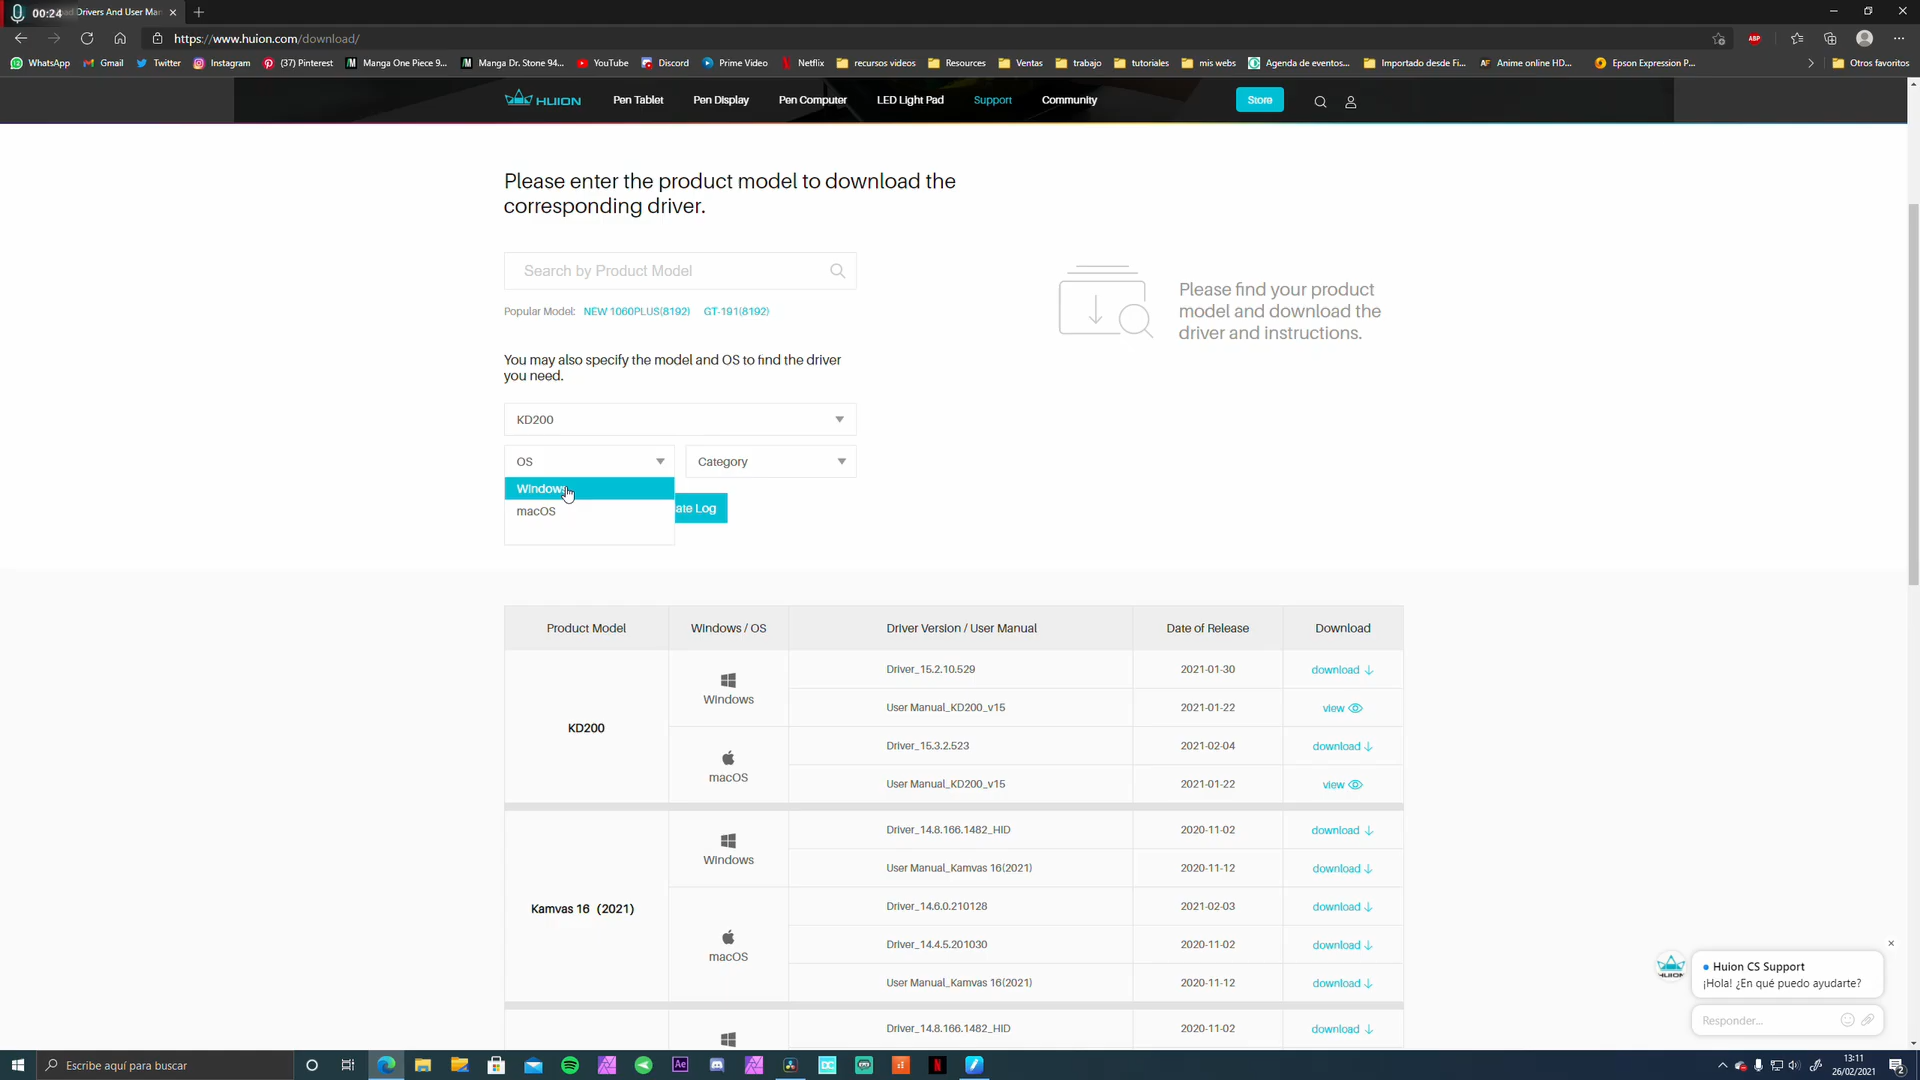 00:24
ad Drivers And User Man
https://www.huion.com/download/
ABP
WhatsApp
Gmail
Twitter
Instagram
(37) Pinterest
Manga One Piece 9...
Manga Dr. Stone 94...
YouTube
Discord
Prime Video
Netflix
recursos videos
Resources
Ventas
trabajo
tutoriales
mis webs
Agenda de eventos...
Importado desde Fi...
AF Anime online HD...
Epson Expression P...
Otros favoritos
HUION
Pen Tablet
Pen Display
Pen Computer
LED Light Pad
Support
Community
Store
Please enter the product model to download the
corresponding driver.
Search by Product Model
Popular Model: NEW 1060PLUS(8192) GT-191(8192)
Please find your product
model and download the
driver and instructions.
You may also specify the model and OS to find the driver
you need.
KD200
OS
Category
Windows
macOS
ate Log
Product Model Windows / OS Driver Version / User Manual Date of Release Download
KD200
Windows
Driver_15.2.10.529 2021-01-30 download
User Manual_KD200_v15 2021-01-22 view
macOS
Driver_15.3.2.523 2021-02-04 download
User Manual_KD200_v15 2021-01-22 view
Kamvas 16 (2021)
Windows
Driver_14.8.166.1482_HID 2020-11-02 download
User Manual_Kamvas 16(2021) 2020-11-12 download
macOS
Driver_14.6.0.210128 2021-02-03 download
Driver_14.4.5.201030 2020-11-02 download
User Manual_Kamvas 16(2021) 2020-11-12 download
Driver_14.8.166.1482_HID 2020-11-02 download
HUION
Huion CS Support
¡Hola! ¿En qué puedo ayudarte?
Responder...
Escribe aquí para buscar
Ae
DC
13:11
26/02/2021
2